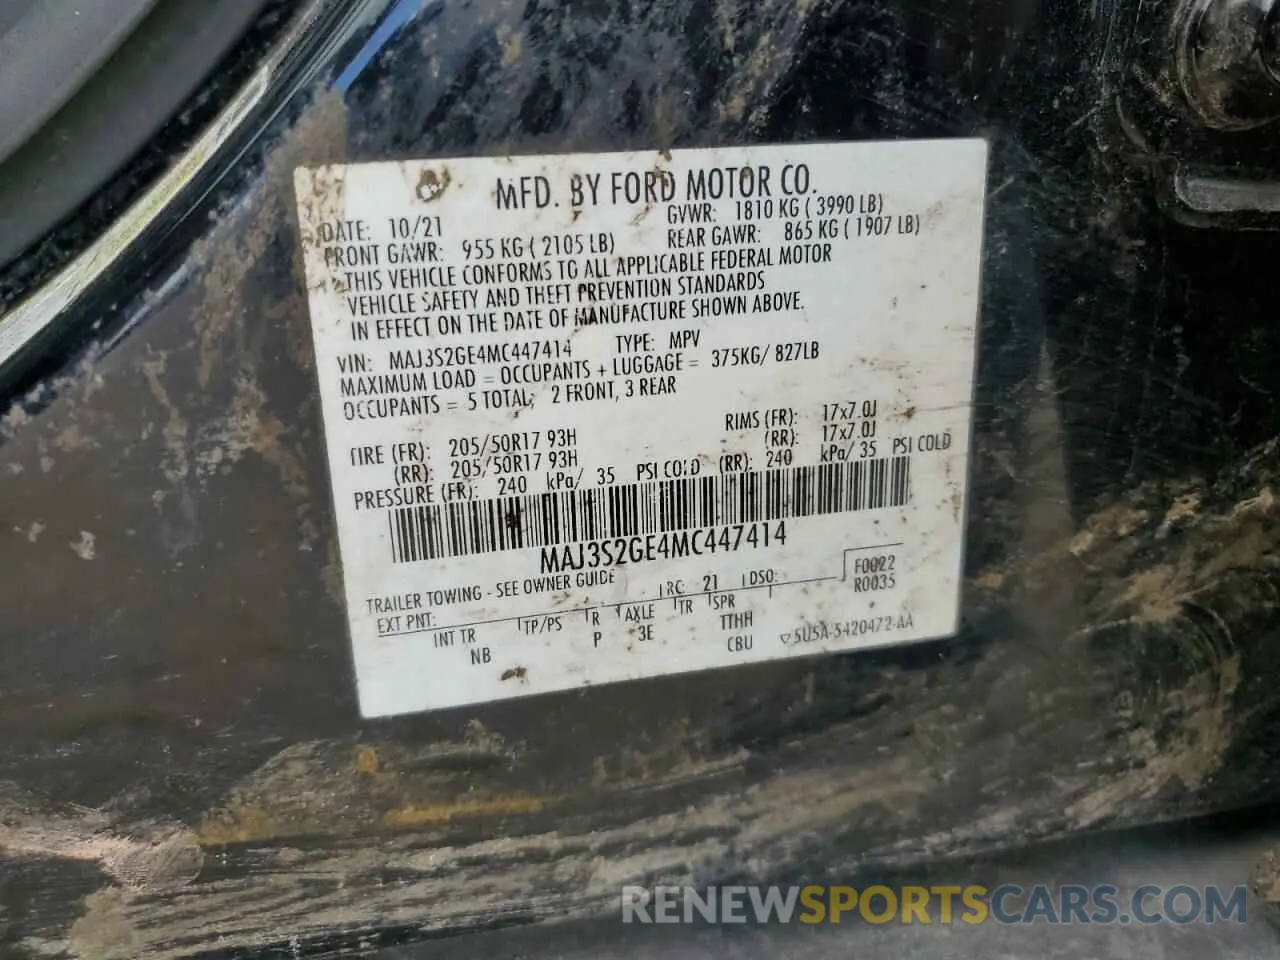 MFD. BY FORD MOTOR CO.
DATE: 10/21 GVWR: 1810 KG ( 3990 LB)
FRONT GAWR: 955 KG ( 2105 LB) REAR GAWR: 865 KG ( 1907 LB)
THIS VEHICLE CONFORMS TO ALL APPLICABLE FEDERAL MOTOR
VEHICLE SAFETY AND THEFT PREVENTION STANDARDS
IN EFFECT ON THE DATE OF MANUFACTURE SHOWN ABOVE.
VIN: MAJ3S2GE4MC447414 TYPE: MPV
MAXIMUM LOAD = OCCUPANTS + LUGGAGE = 375KG/ 827LB
OCCUPANTS = 5 TOTAL; 2 FRONT, 3 REAR
TIRE (FR): 205/50R17 93H RIMS (FR): 17x7.0J
(RR): 205/50R17 93H (RR): 17x7.0J
PRESSURE (FR): 240 kPa/ 35 PSI COLD (RR): 240 kPa/ 35 PSI COLD
MAJ3S2GE4MC447414
TRAILER TOWING - SEE OWNER GUIDE
EXT PNT: RC: 21 DSO: F0022
R0035
INT TR TP/PS R AXLE TR SPR
NB P 3E TTHH
CBU 5U5A-5420472-AA
RENEWSPORTSCARS.COM